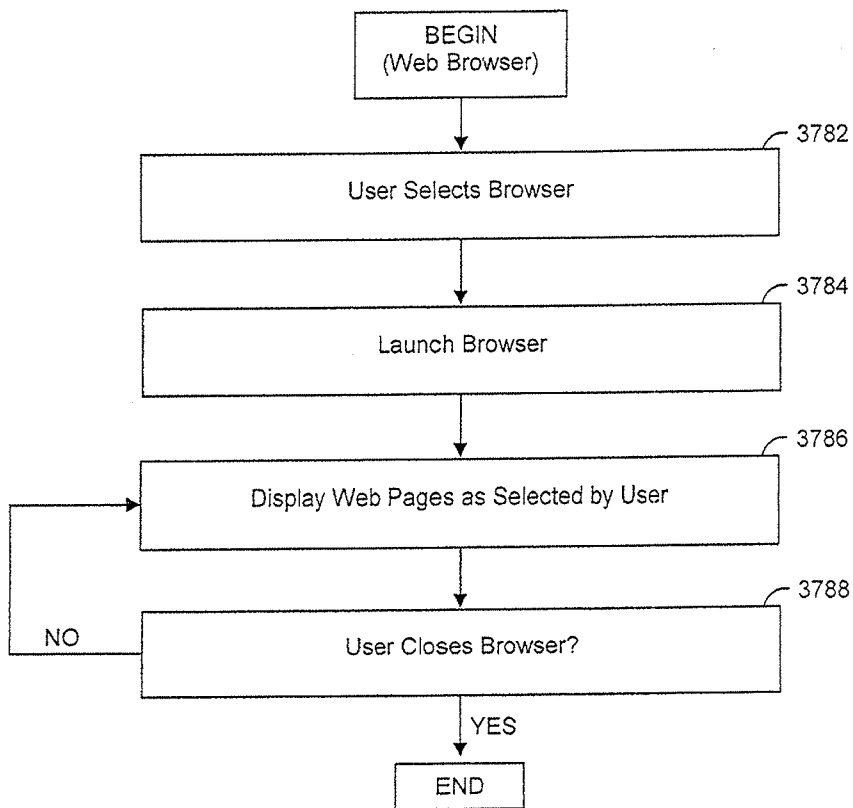 BEGIN
(Web Browser)
3782
User Selects Browser
3784
Launch Browser
3786
Display Web Pages as Selected by User
3788
User Closes Browser?
NO
YES
END